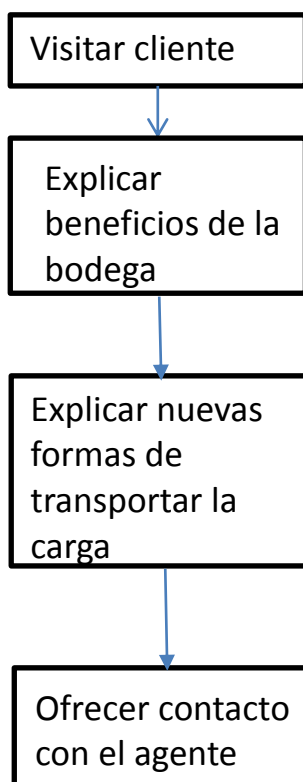 Visitar cliente
Explicar
beneficios de la
bodega
Explicar nuevas
formas de
transportar la
carga
Ofrecer contacto
con el agente